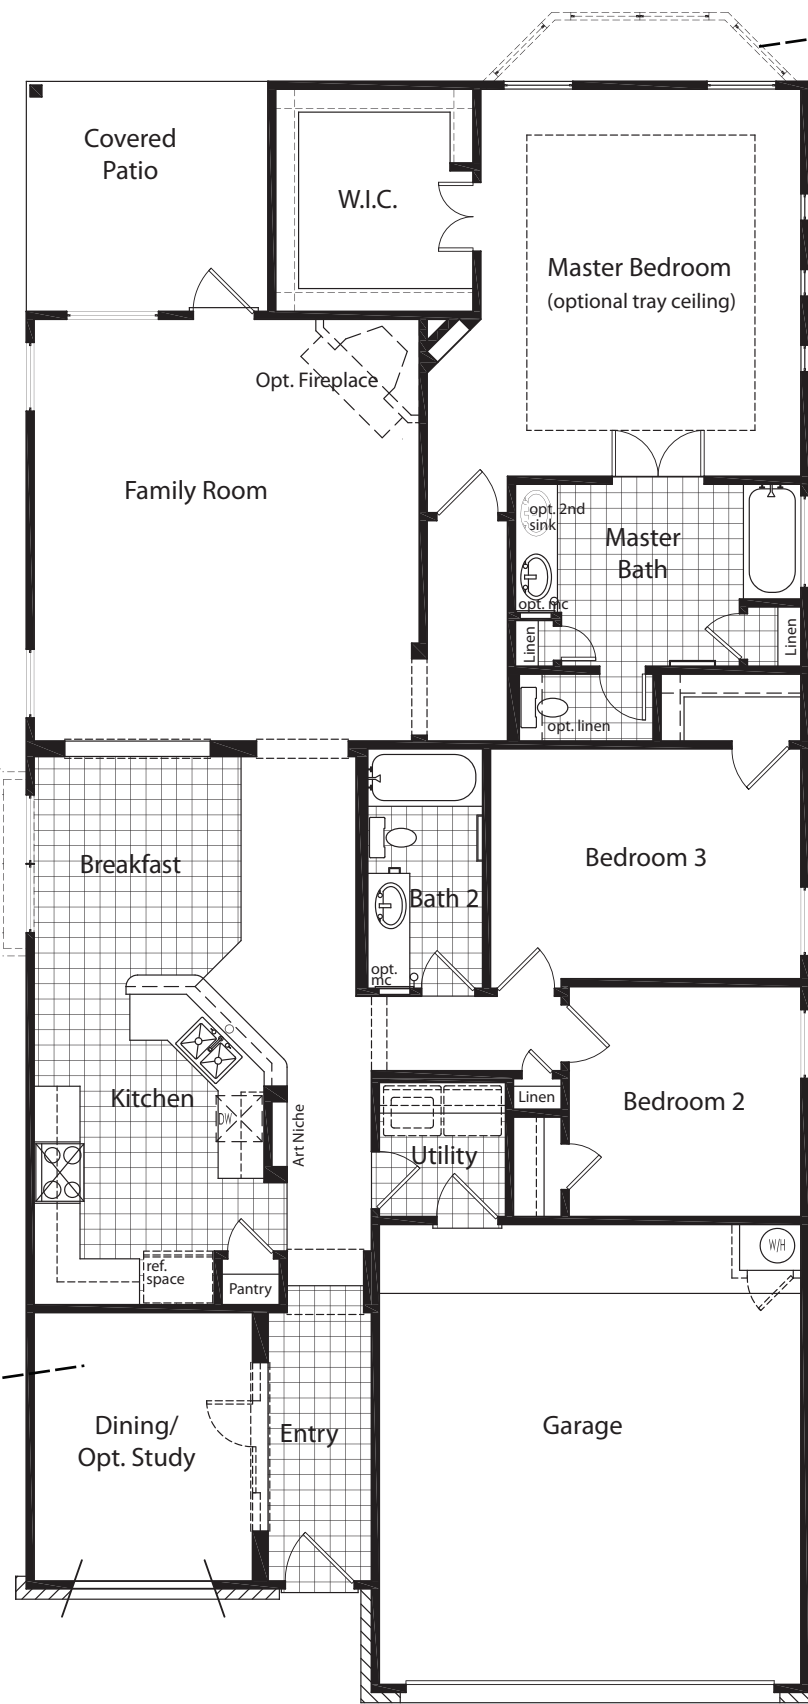 Covered
Patio
W.I.C.
Master Bedroom
(optional tray ceiling)
Opt. Fireplace
Family Room
opt. 2nd
sink
Master
Bath
opt. mc
Linen
Linen
opt. linen
Breakfast
Bedroom 3
Bath 2
opt.
mc
Kitchen
DW
Art Niche
Linen
Bedroom 2
Utility
ref.
space
Pantry
W/H
Dining/
Opt. Study
Entry
Garage